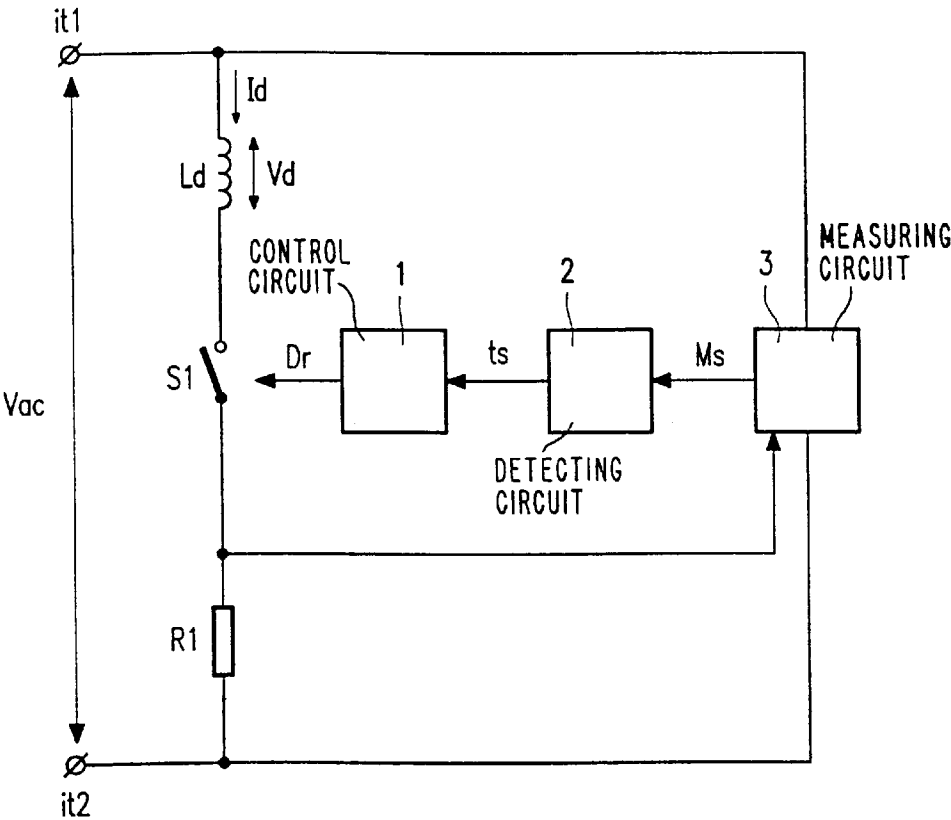 it1
Id
Ld
Vd
CONTROL
CIRCUIT
1
2
3
MEASURING
CIRCUIT
S1
Dr
ts
Ms
Vac
DETECTING
CIRCUIT
R1
it2